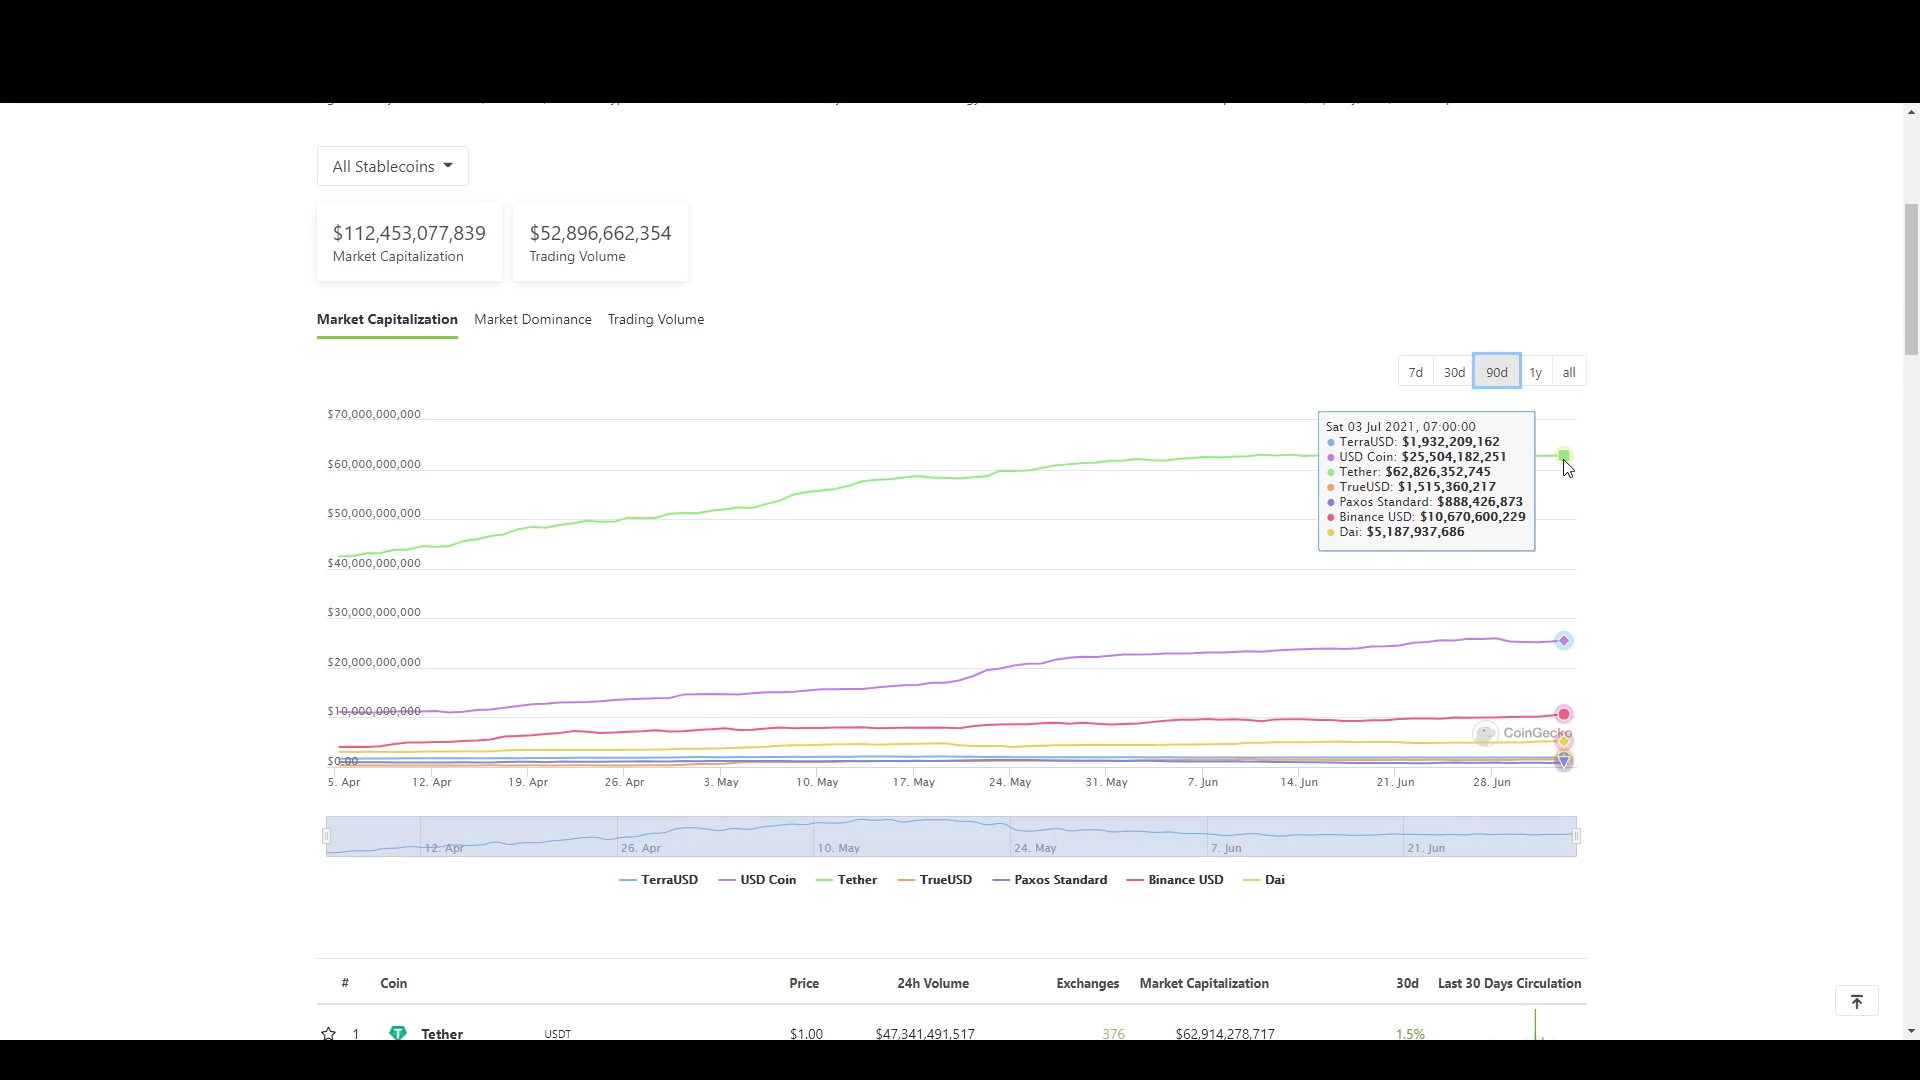 All Stablecoins
$112,453,077,839
Market Capitalization
$52,896,662,354
Trading Volume
Market Capitalization Market Dominance Trading Volume
7d 30d 90d 1y all
$70,000,000,000
$60,000,000,000
$50,000,000,000
$40,000,000,000
$30,000,000,000
$20,000,000,000
$10,000,000,000
$0.00
Sat 03 Jul 2021, 07:00:00
TerraUSD: $1,932,209,162
USD Coin: $25,504,182,251
Tether: $62,826,352,745
TrueUSD: $1,515,360,217
Paxos Standard: $888,426,873
Binance USD: $10,670,600,229
Dai: $5,187,937,686
CoinGecko
5. Apr 12. Apr 19. Apr 26. Apr 3. May 10. May 17. May 24. May 31. May 7. Jun 14. Jun 21. Jun 28. Jun
12. Apr 26. Apr 10. May 24. May 7. Jun 21. Jun
TerraUSD USD Coin Tether TrueUSD Paxos Standard Binance USD Dai
# Coin Price 24h Volume Exchanges Market Capitalization 30d Last 30 Days Circulation
1 Tether USDT $1.00 $47,341,491,517 376 $62,914,278,717 1.5%